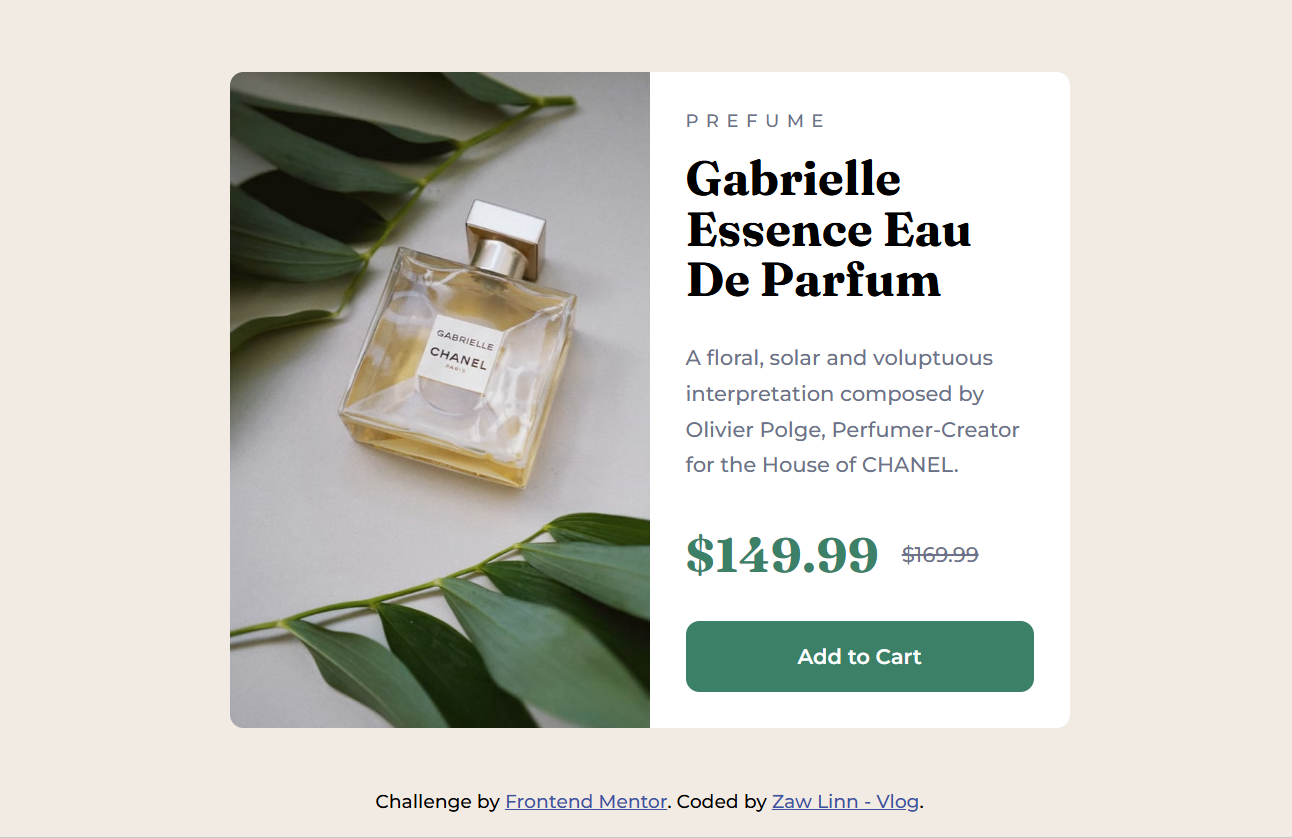 PREFUME
Gabrielle
Essence Eau
De Parfum
GABRIELLE
CHANEL
PARIS
A floral, solar and voluptuous
interpretation composed by
Olivier Polge, Perfumer-Creator
for the House of CHANEL.
$149.99 $169.99
Add to Cart
Challenge by Frontend Mentor. Coded by Zaw Linn - Vlog.